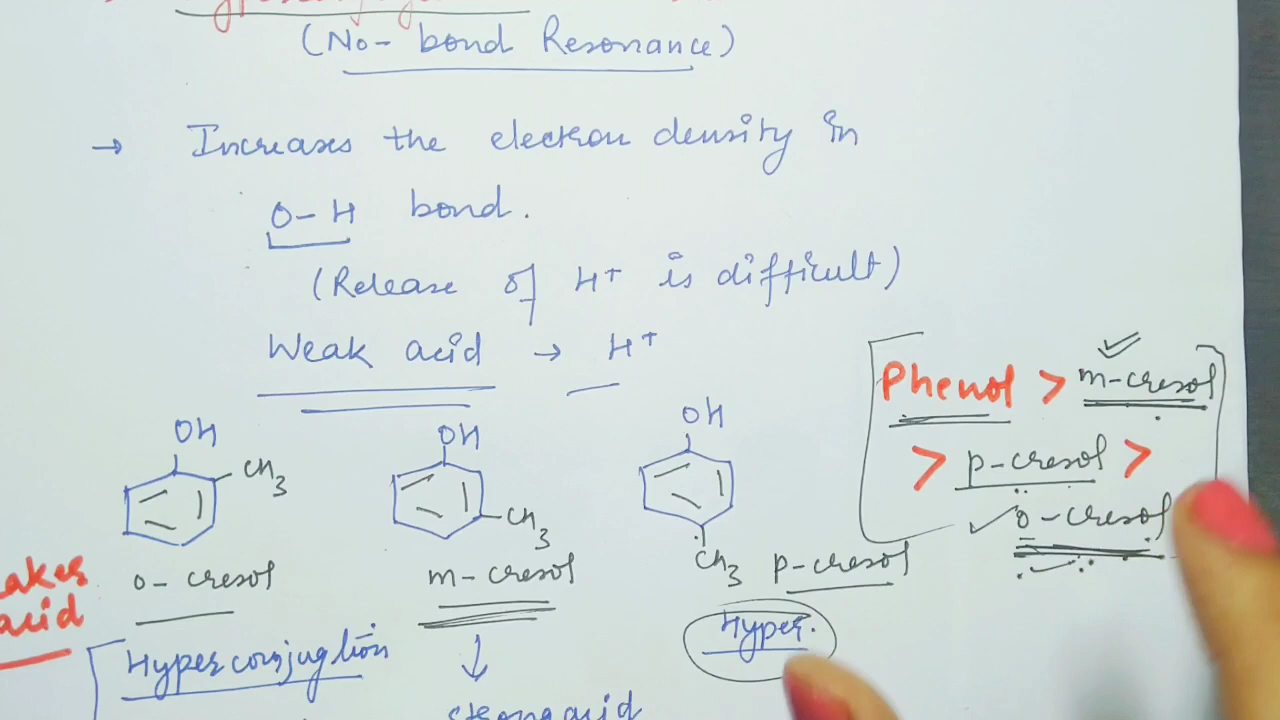 (No- bond Resonance)
→ Increases the electron density in
O-H bond.
(Release of H+ is difficult)
Weak acid → H+
Phenol > m-cresol
> p-cresol >
o-cresol
OH
CH3
OH
CH3
OH
CH3
o- cresol
m-cresol
p-cresol
acid
Hyperconjugtion
Hyper.